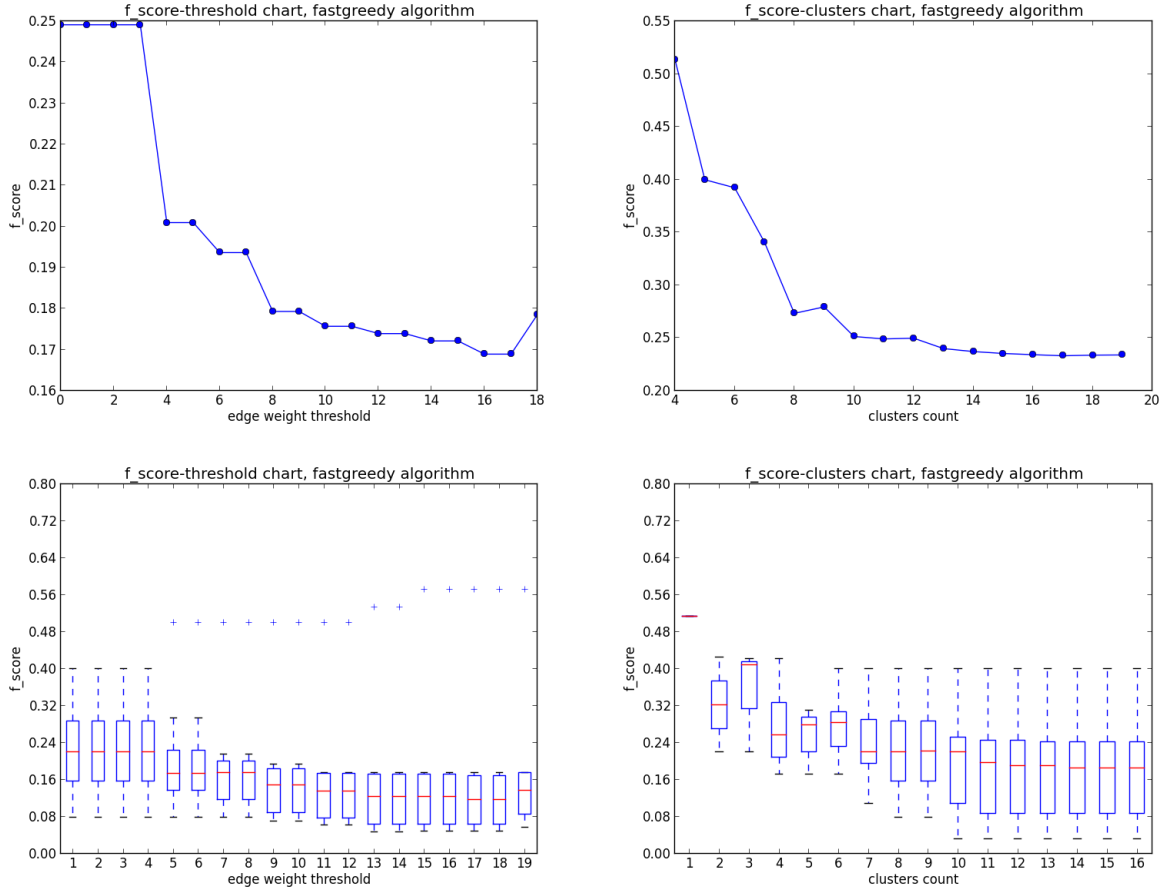 f_score-threshold chart, fastgreedy algorithm
f_score
0.25
0.24
0.23
0.22
0.21
0.20
0.19
0.18
0.17
0.16
0 2 4 6 8 10 12 14 16 18
edge weight threshold
f_score-clusters chart, fastgreedy algorithm
f_score
0.55
0.50
0.45
0.40
0.35
0.30
0.25
0.20
4 6 8 10 12 14 16 18 20
clusters count
f_score-threshold chart, fastgreedy algorithm
f_score
0.80
0.72
0.64
0.56
0.48
0.40
0.32
0.24
0.16
0.08
0.00
1 2 3 4 5 6 7 8 9 10 11 12 13 14 15 16 17 18 19
edge weight threshold
f_score-clusters chart, fastgreedy algorithm
f_score
0.80
0.72
0.64
0.56
0.48
0.40
0.32
0.24
0.16
0.08
0.00
1 2 3 4 5 6 7 8 9 10 11 12 13 14 15 16
clusters count